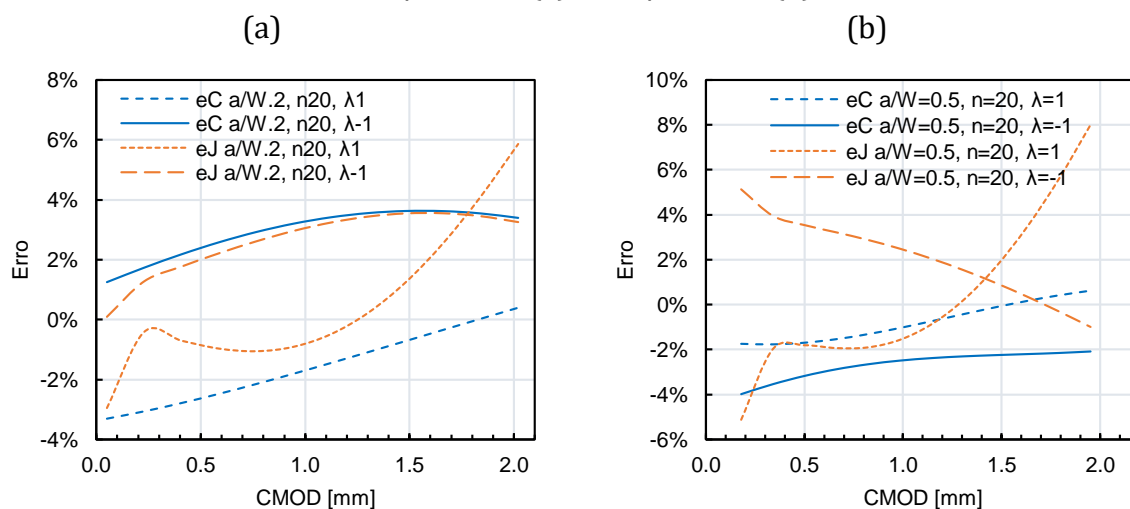 (a)
8%
6%
4%
2%
0%
-2%
-4%
Erro
eC a/W.2, n20, λ1
eC a/W.2, n20, λ-1
eJ a/W.2, n20, λ1
eJ a/W.2, n20, λ-1
0.0 0.5 1.0 1.5 2.0
CMOD [mm]
(b)
10%
8%
6%
4%
2%
0%
-2%
-4%
-6%
Erro
eC a/W=0.5, n=20, λ=1
eC a/W=0.5, n=20, λ=-1
eJ a/W=0.5, n=20, λ=1
eJ a/W=0.5, n=20, λ=-1
0.0 0.5 1.0 1.5 2.0
CMOD [mm]